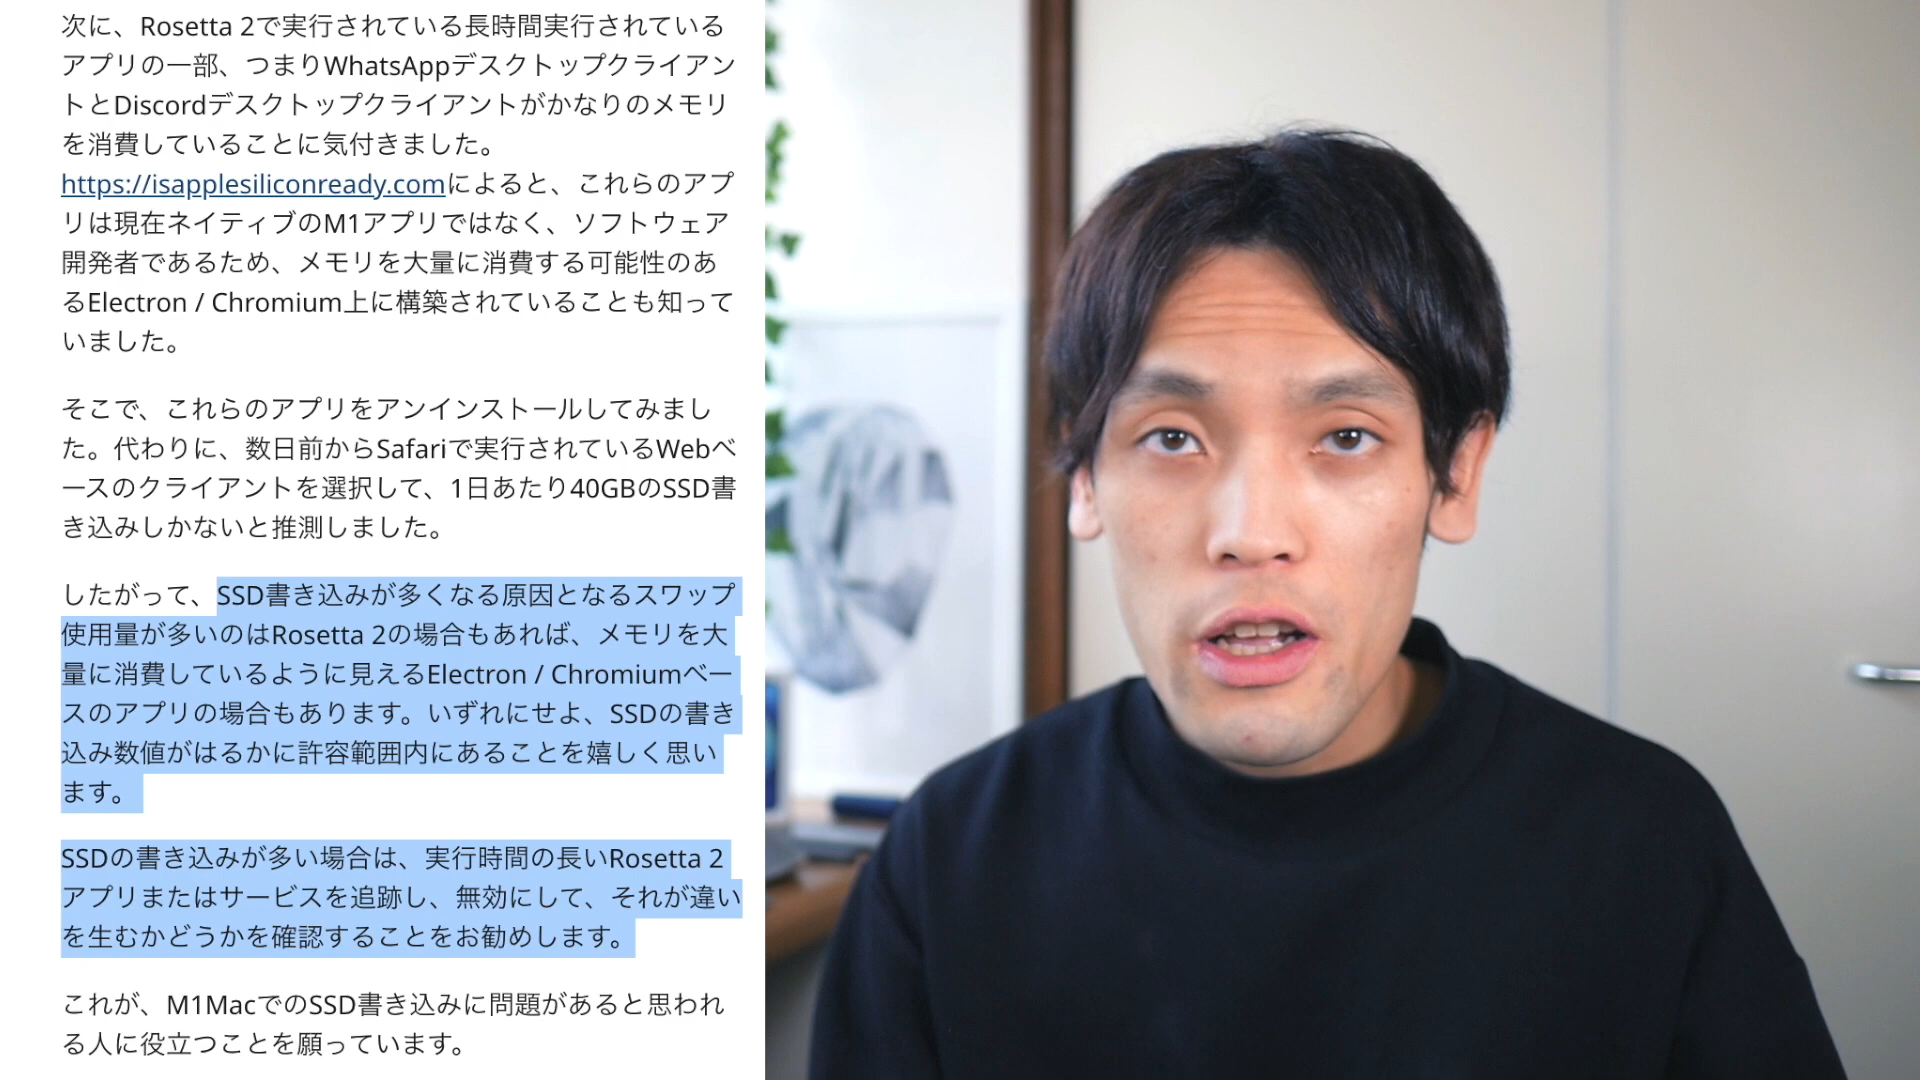 次に、Rosetta 2で実行されている長時間実行されている
アプリの一部、つまりWhatsAppデスクトップクライアン
トとDiscordデスクトップクライアントがかなりのメモリ
を消費していることに気付きました。
https://isapplesiliconready.comによると、これらのアプ
リは現在ネイティブのM1アプリではなく、ソフトウェア
開発者であるため、メモリを大量に消費する可能性のあ
るElectron / Chromium上に構築されていることも知って
いました。
そこで、これらのアプリをアンインストールしてみまし
た。代わりに、数日前からSafariで実行されているWebベ
ースのクライアントを選択して、1日あたり40GBのSSD書
き込みしかないと推測しました。
したがって、SSD書き込みが多くなる原因となるスワップ
使用量が多いのはRosetta 2の場合もあれば、メモリを大
量に消費しているように見えるElectron / Chromiumベー
スのアプリの場合もあります。いずれにせよ、SSDの書き
込み数値がはるかに許容範囲内にあることを嬉しく思い
ます。
SSDの書き込みが多い場合は、実行時間の長いRosetta 2
アプリまたはサービスを追跡し、無効にして、それが違い
を生むかどうかを確認することをお勧めします。
これが、M1MacでのSSD書き込みに問題があると思われ
る人に役立つことを願っています。